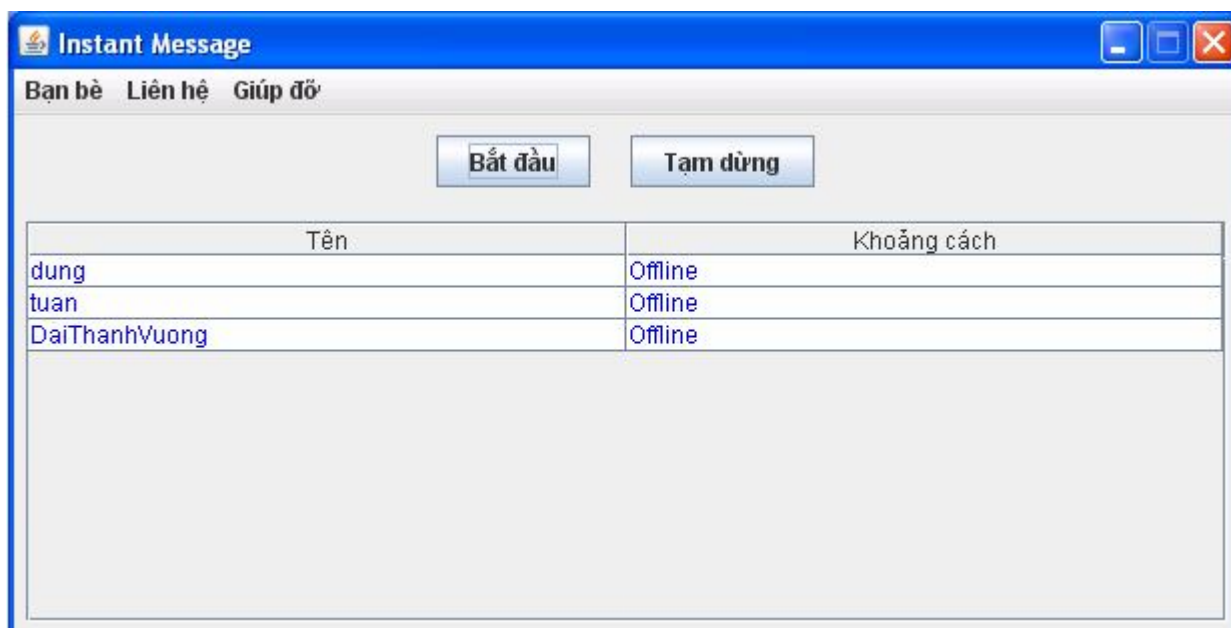 Instant Message
Bạn bè Liên hệ Giúp đỡ
Bắt đầu Tạm dừng
Tên Khoảng cách
dung Offline
tuan Offline
DaiThanhVuong Offline